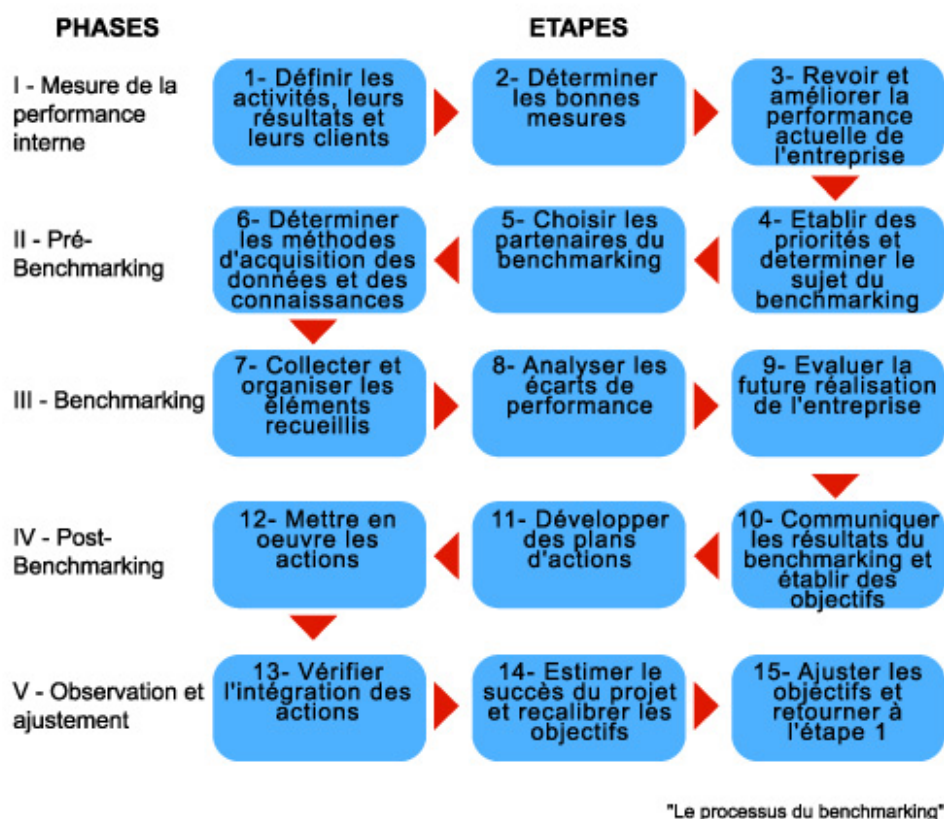 PHASES
ETAPES
I - Mesure de la
performance
interne
1- Définir les
activités, leurs
résultats et
leurs clients
2- Déterminer
les bonnes
mesures
3- Revoir et
améliorer la
performance
actuelle de
l'entreprise
II - Pré-
Benchmarking
6- Déterminer
les méthodes
d'acquisition des
données et des
connaissances
5- Choisir les
partenaires du
benchmarking
4- Etablir des
priorités et
determiner le
sujet du
benchmarking
III - Benchmarking
7- Collecter et
organiser les
éléments
recueillis
8- Analyser les
écarts de
performance
9- Evaluer la
future réalisation
de l'entreprise
IV - Post-
Benchmarking
12- Mettre en
oeuvre les
actions
11- Développer
des plans
d'actions
10- Communiquer
les résultats du
benchmarking et
établir des
objectifs
V - Observation et
ajustement
13- Vérifier
l'intégration des
actions
14- Estimer le
succès du projet
et recalibrer les
objectifs
15- Ajuster les
objectifs et
retourner à
l'étape 1
"Le processus du benchmarking"